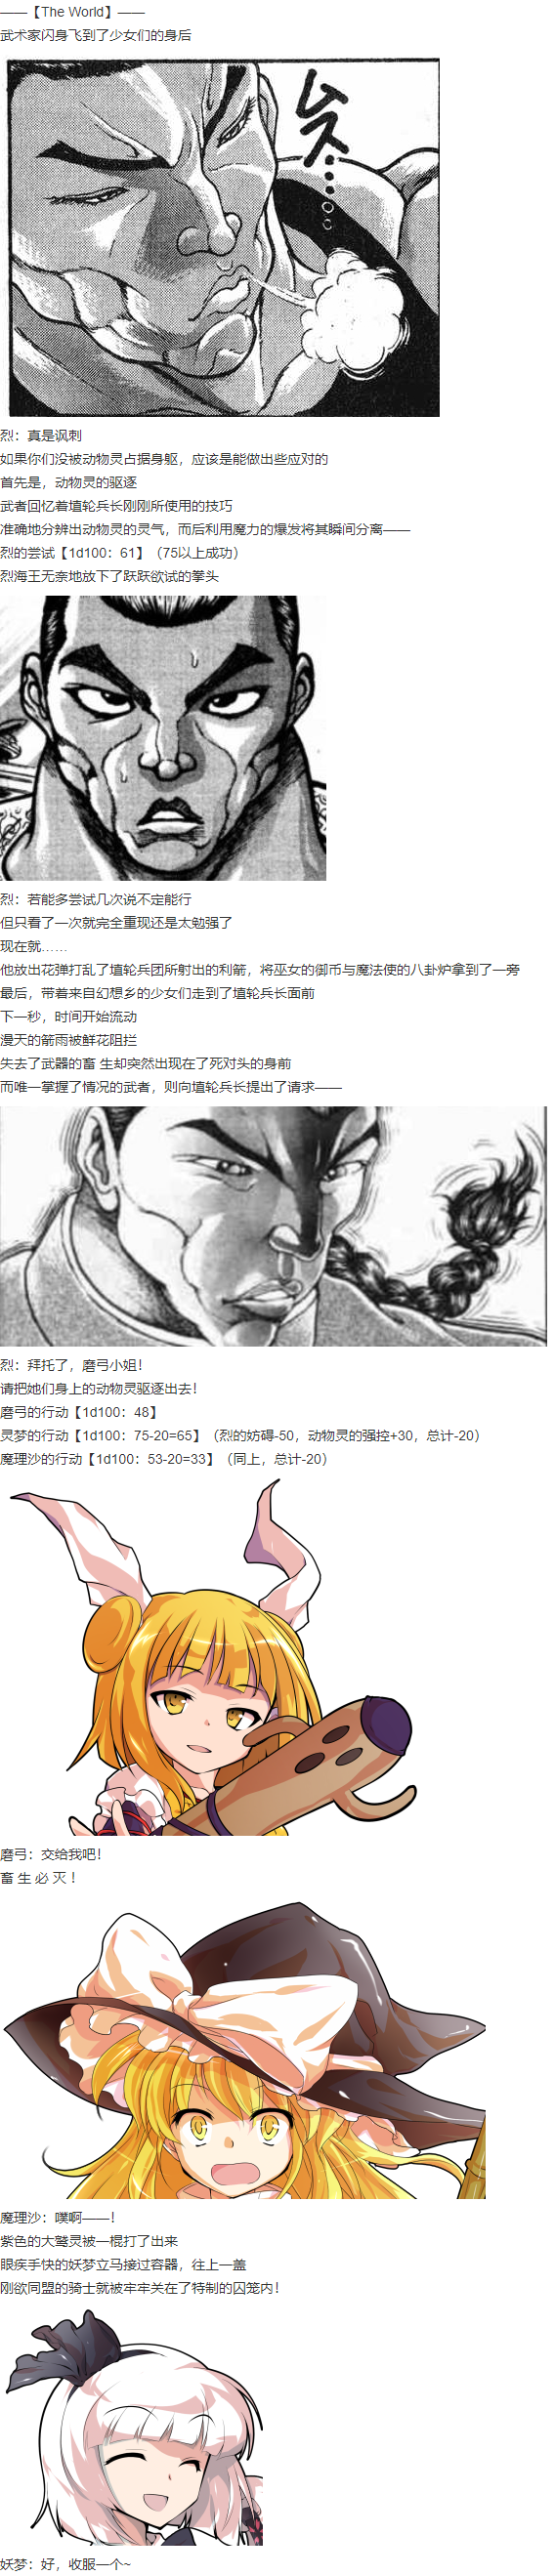 ——【The World】——
武术家闪身飞到了少女们的身后
ムス…。。
烈：真是讽刺
如果你们没被动物灵占据身躯，应该是能做出些应对的
首先是，动物灵的驱逐
武者回忆着埴轮兵长刚刚所使用的技巧
准确地分辨出动物灵的灵气，而后利用魔力的爆发将其瞬间分离——
烈的尝试【1d100：61】（75以上成功）
烈海王无奈地放下了跃跃欲试的拳头
烈：若能多尝试几次说不定能行
但只看了一次就完全重现还是太勉强了
现在就……
他放出花弹打乱了埴轮兵团所射出的利箭，将巫女的御币与魔法使的八卦炉拿到了一旁
最后，带着来自幻想乡的少女们走到了埴轮兵长面前
下一秒，时间开始流动
漫天的箭雨被鲜花阻拦
失去了武器的畜 生却突然出现在了死对头的身前
而唯一掌握了情况的武者，则向埴轮兵长提出了请求——
烈：拜托了，磨弓小姐！
请把她们身上的动物灵驱逐出去！
磨弓的行动【1d100：48】
灵梦的行动【1d100：75-20=65】（烈的妨碍-50，动物灵的强控+30，总计-20）
魔理沙的行动【1d100：53-20=33】（同上，总计-20）
磨弓：交给我吧！
畜 生 必 灭 ！
魔理沙：噗啊——！
紫色的大鹫灵被一棍打了出来
眼疾手快的妖梦立马接过容器，往上一盖
刚欲同盟的骑士就被牢牢关在了特制的囚笼内！
妖梦：好，收服一个~